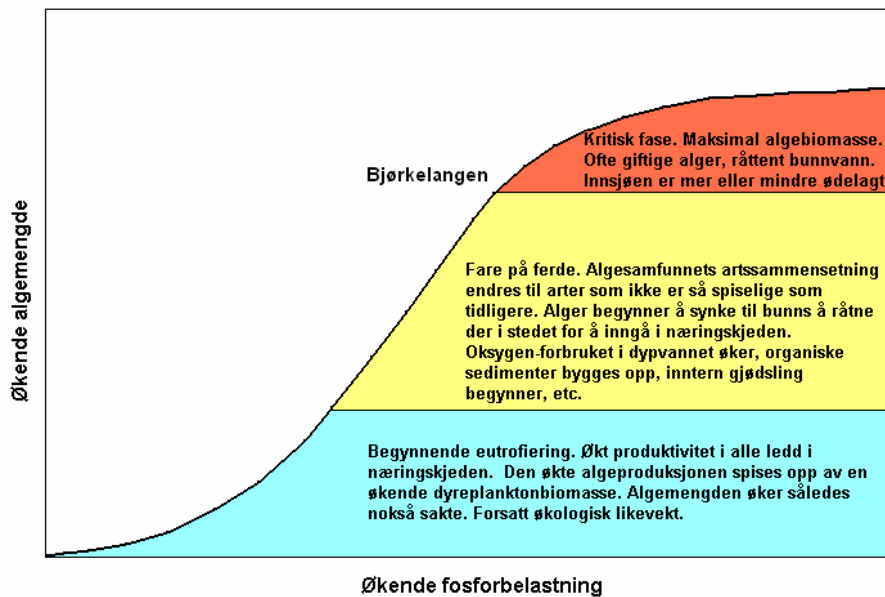 Kritisk fase. Maksimal algebiomasse.
Ofte giftige alger, råttent bunnvann.
Innsjøen er mer eller mindre ødelagt
Bjørkelangen
Fare på ferde. Algesamfunnets artssammensetning
endres til arter som ikke er så spiselige som
tidligere. Alger begynner å synke til bunns å råtne
der i stedet for å inngå i næringskjeden.
Oksygen-forbruket i dypvannet øker, organiske
sedimenter bygges opp, inntern gjødsling
begynner, etc.
Begynnende eutrofiering. Økt produktivitet i alle ledd i
næringskjeden.  Den økte algeproduksjonen spises opp av en
økende dyreplanktonbiomasse. Algemengden øker således
nokså sakte. Forsatt økologisk likevekt.
Økende algemengde
Økende fosforbelastning